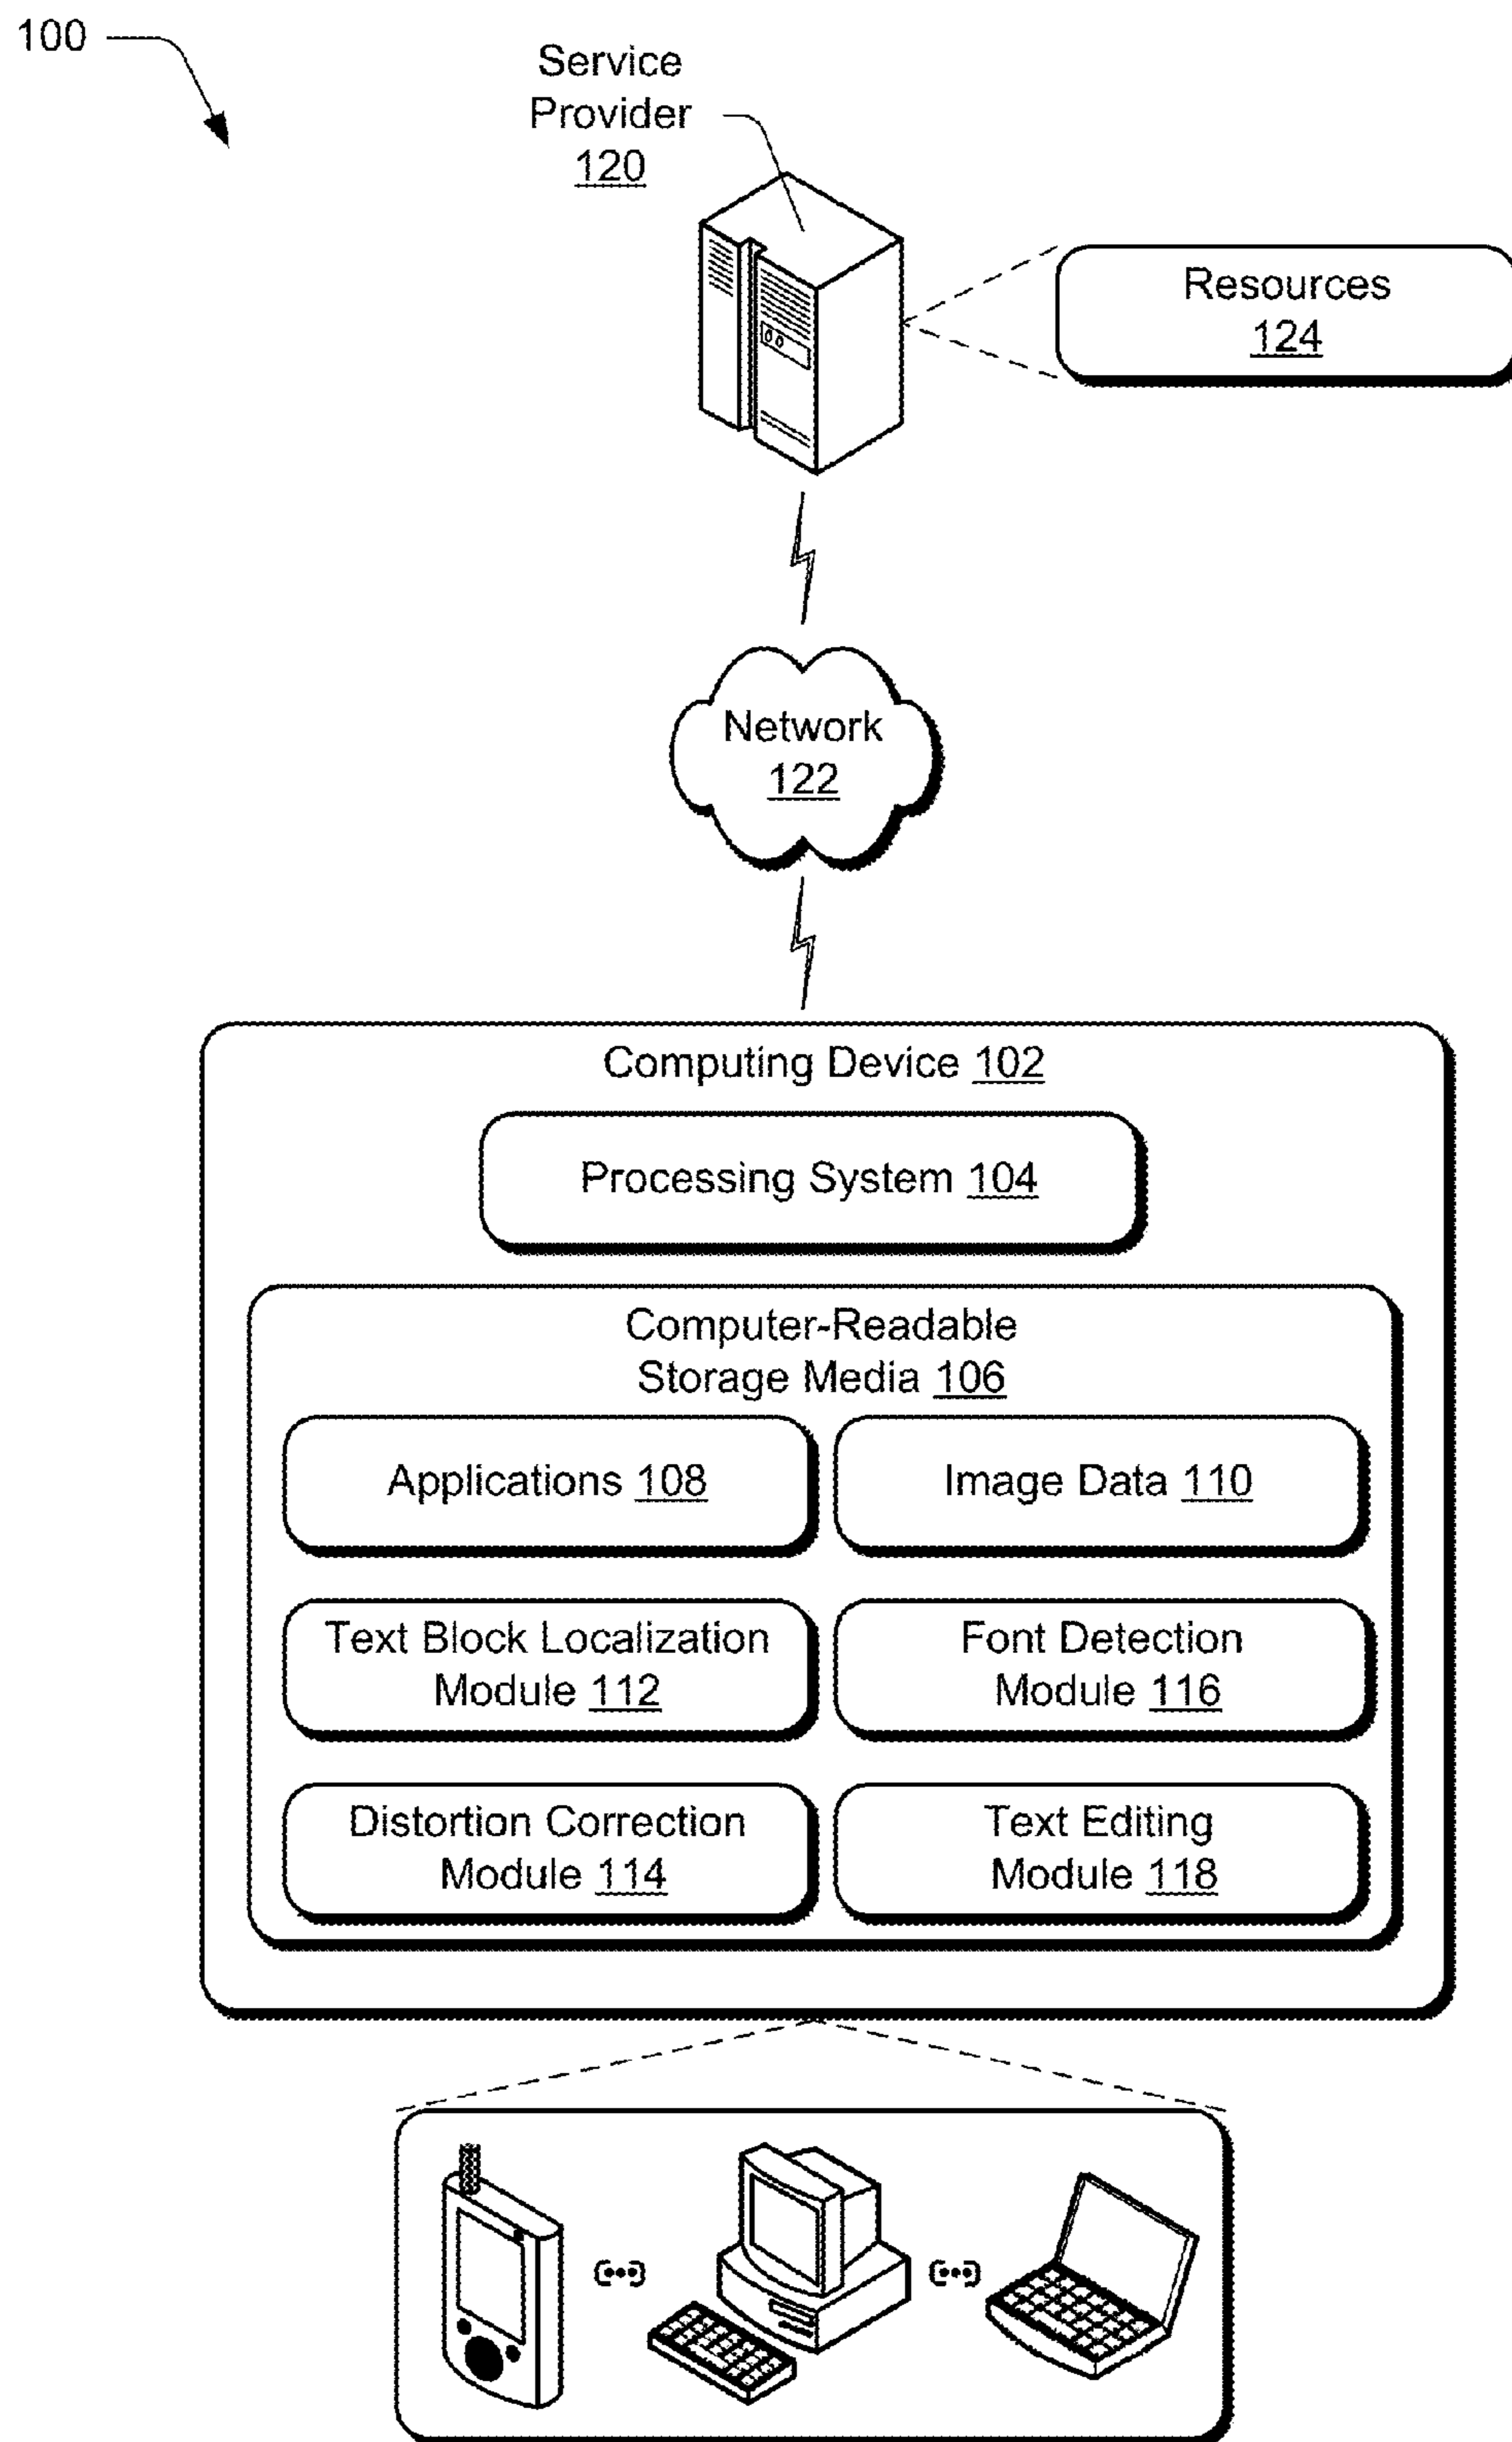 100
Service
Provider
120
Resources
124
Network
122
Computing Device 102
Processing System 104
Computer-Readable
Storage Media 106
Applications 108
Image Data 110
Text Block Localization
Module 112
Font Detection
Module 116
Distortion Correction
Module 114
Text Editing
Module 118